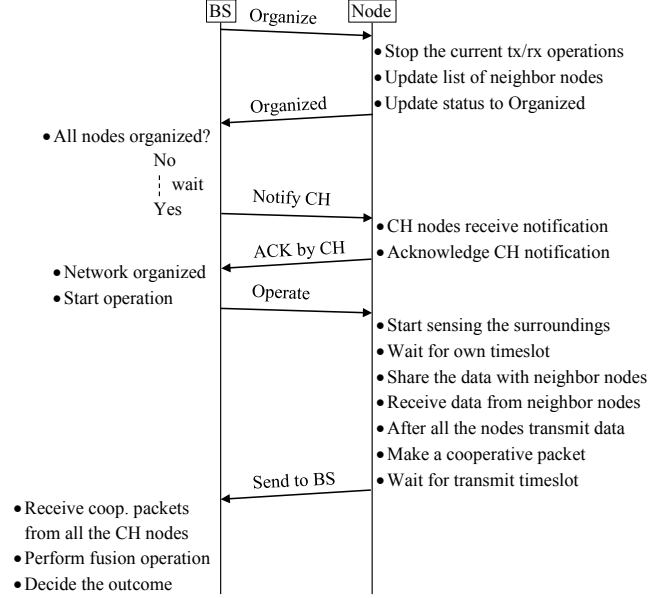 BS Node
Organize
• Stop the current tx/rx operations
• Update list of neighbor nodes
• Update status to Organized
Organized
• All nodes organized?
No
wait
Yes
Notify CH
• CH nodes receive notification
• Acknowledge CH notification
ACK by CH
• Network organized
• Start operation
Operate
• Start sensing the surroundings
• Wait for own timeslot
• Share the data with neighbor nodes
• Receive data from neighbor nodes
• After all the nodes transmit data
• Make a cooperative packet
• Wait for transmit timeslot
Send to BS
• Receive coop. packets
from all the CH nodes
• Perform fusion operation
• Decide the outcome